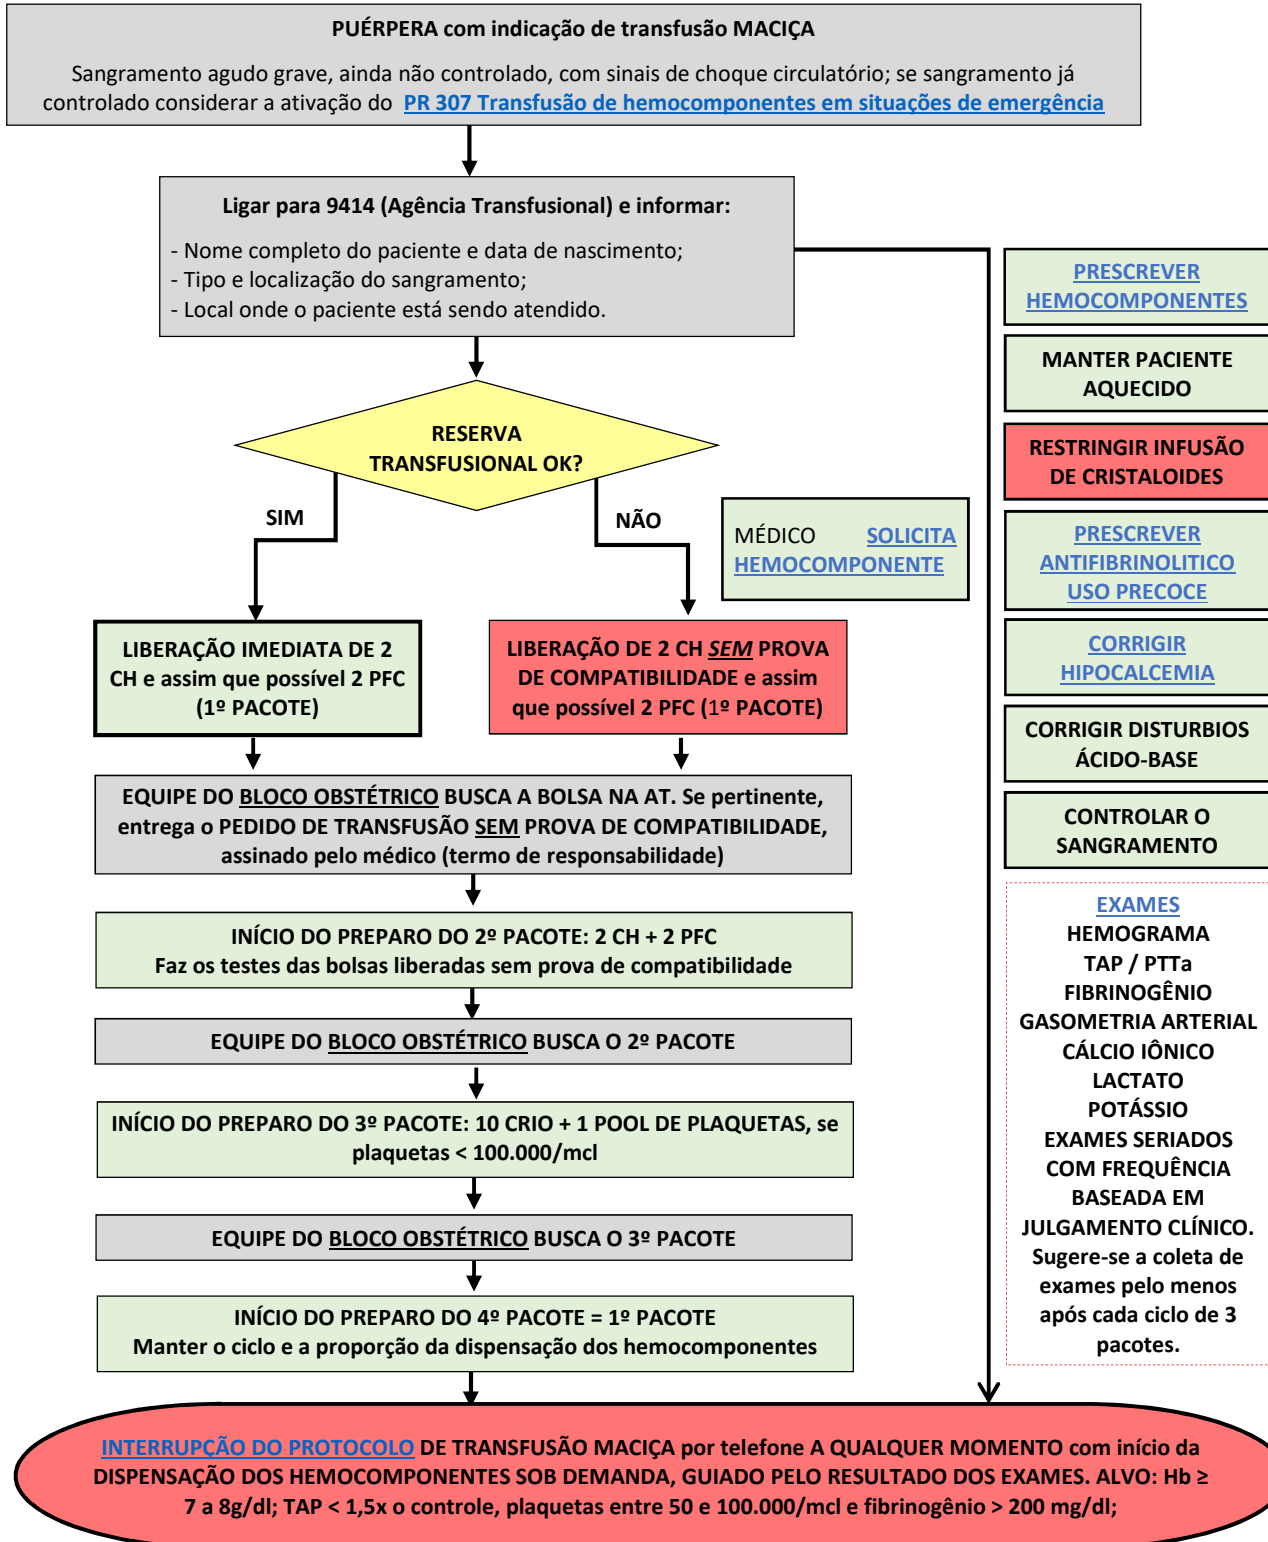 PUÉRPERA com indicação de transfusão MACIÇA
Sangramento agudo grave, ainda não controlado, com sinais de choque circulatório; se sangramento já
controlado considerar a ativação do PR 307 Transfusão de hemocomponentes em situações de emergência
Ligar para 9414 (Agência Transfusional) e informar:
- Nome completo do paciente e data de nascimento;
- Tipo e localização do sangramento;
- Local onde o paciente está sendo atendido.
RESERVA
TRANSFUSIONAL OK?
SIM
NÃO
MÉDICO SOLICITA
HEMOCOMPONENTE
LIBERAÇÃO IMEDIATA DE 2
CH e assim que possível 2 PFC
(1º PACOTE)
LIBERAÇÃO DE 2 CH SEM PROVA
DE COMPATIBILIDADE e assim
que possível 2 PFC (1º PACOTE)
EQUIPE DO BLOCO OBSTÉTRICO BUSCA A BOLSA NA AT. Se pertinente,
entrega o PEDIDO DE TRANSFUSÃO SEM PROVA DE COMPATIBILIDADE,
assinado pelo médico (termo de responsabilidade)
INÍCIO DO PREPARO DO 2º PACOTE: 2 CH + 2 PFC
Faz os testes das bolsas liberadas sem prova de compatibilidade
EQUIPE DO BLOCO OBSTÉTRICO BUSCA O 2º PACOTE
INÍCIO DO PREPARO DO 3º PACOTE: 10 CRIO + 1 POOL DE PLAQUETAS, se
plaquetas < 100.000/mcl
EQUIPE DO BLOCO OBSTÉTRICO BUSCA O 3º PACOTE
INÍCIO DO PREPARO DO 4º PACOTE = 1º PACOTE
Manter o ciclo e a proporção da dispensação dos hemocomponentes
PRESCREVER
HEMOCOMPONENTES
MANTER PACIENTE
AQUECIDO
RESTRINGIR INFUSÃO
DE CRISTALOIDES
PRESCREVER
ANTIFIBRINOLITICO
USO PRECOCE
CORRIGIR
HIPOCALCEMIA
CORRIGIR DISTURBIOS
ÁCIDO-BASE
CONTROLAR O
SANGRAMENTO
EXAMES
HEMOGRAMA
TAP / PTTa
FIBRINOGÊNIO
GASOMETRIA ARTERIAL
CÁLCIO IÔNICO
LACTATO
POTÁSSIO
EXAMES SERIADOS
COM FREQUÊNCIA
BASEADA EM
JULGAMENTO CLÍNICO.
Sugere-se a coleta de
exames pelo menos
após cada ciclo de 3
pacotes.
INTERRUPÇÃO DO PROTOCOLO DE TRANSFUSÃO MACIÇA por telefone A QUALQUER MOMENTO com início da
DISPENSAÇÃO DOS HEMOCOMPONENTES SOB DEMANDA, GUIADO PELO RESULTADO DOS EXAMES. ALVO: Hb ≥
7 a 8g/dl; TAP < 1,5x o controle, plaquetas entre 50 e 100.000/mcl e fibrinogênio > 200 mg/dl;